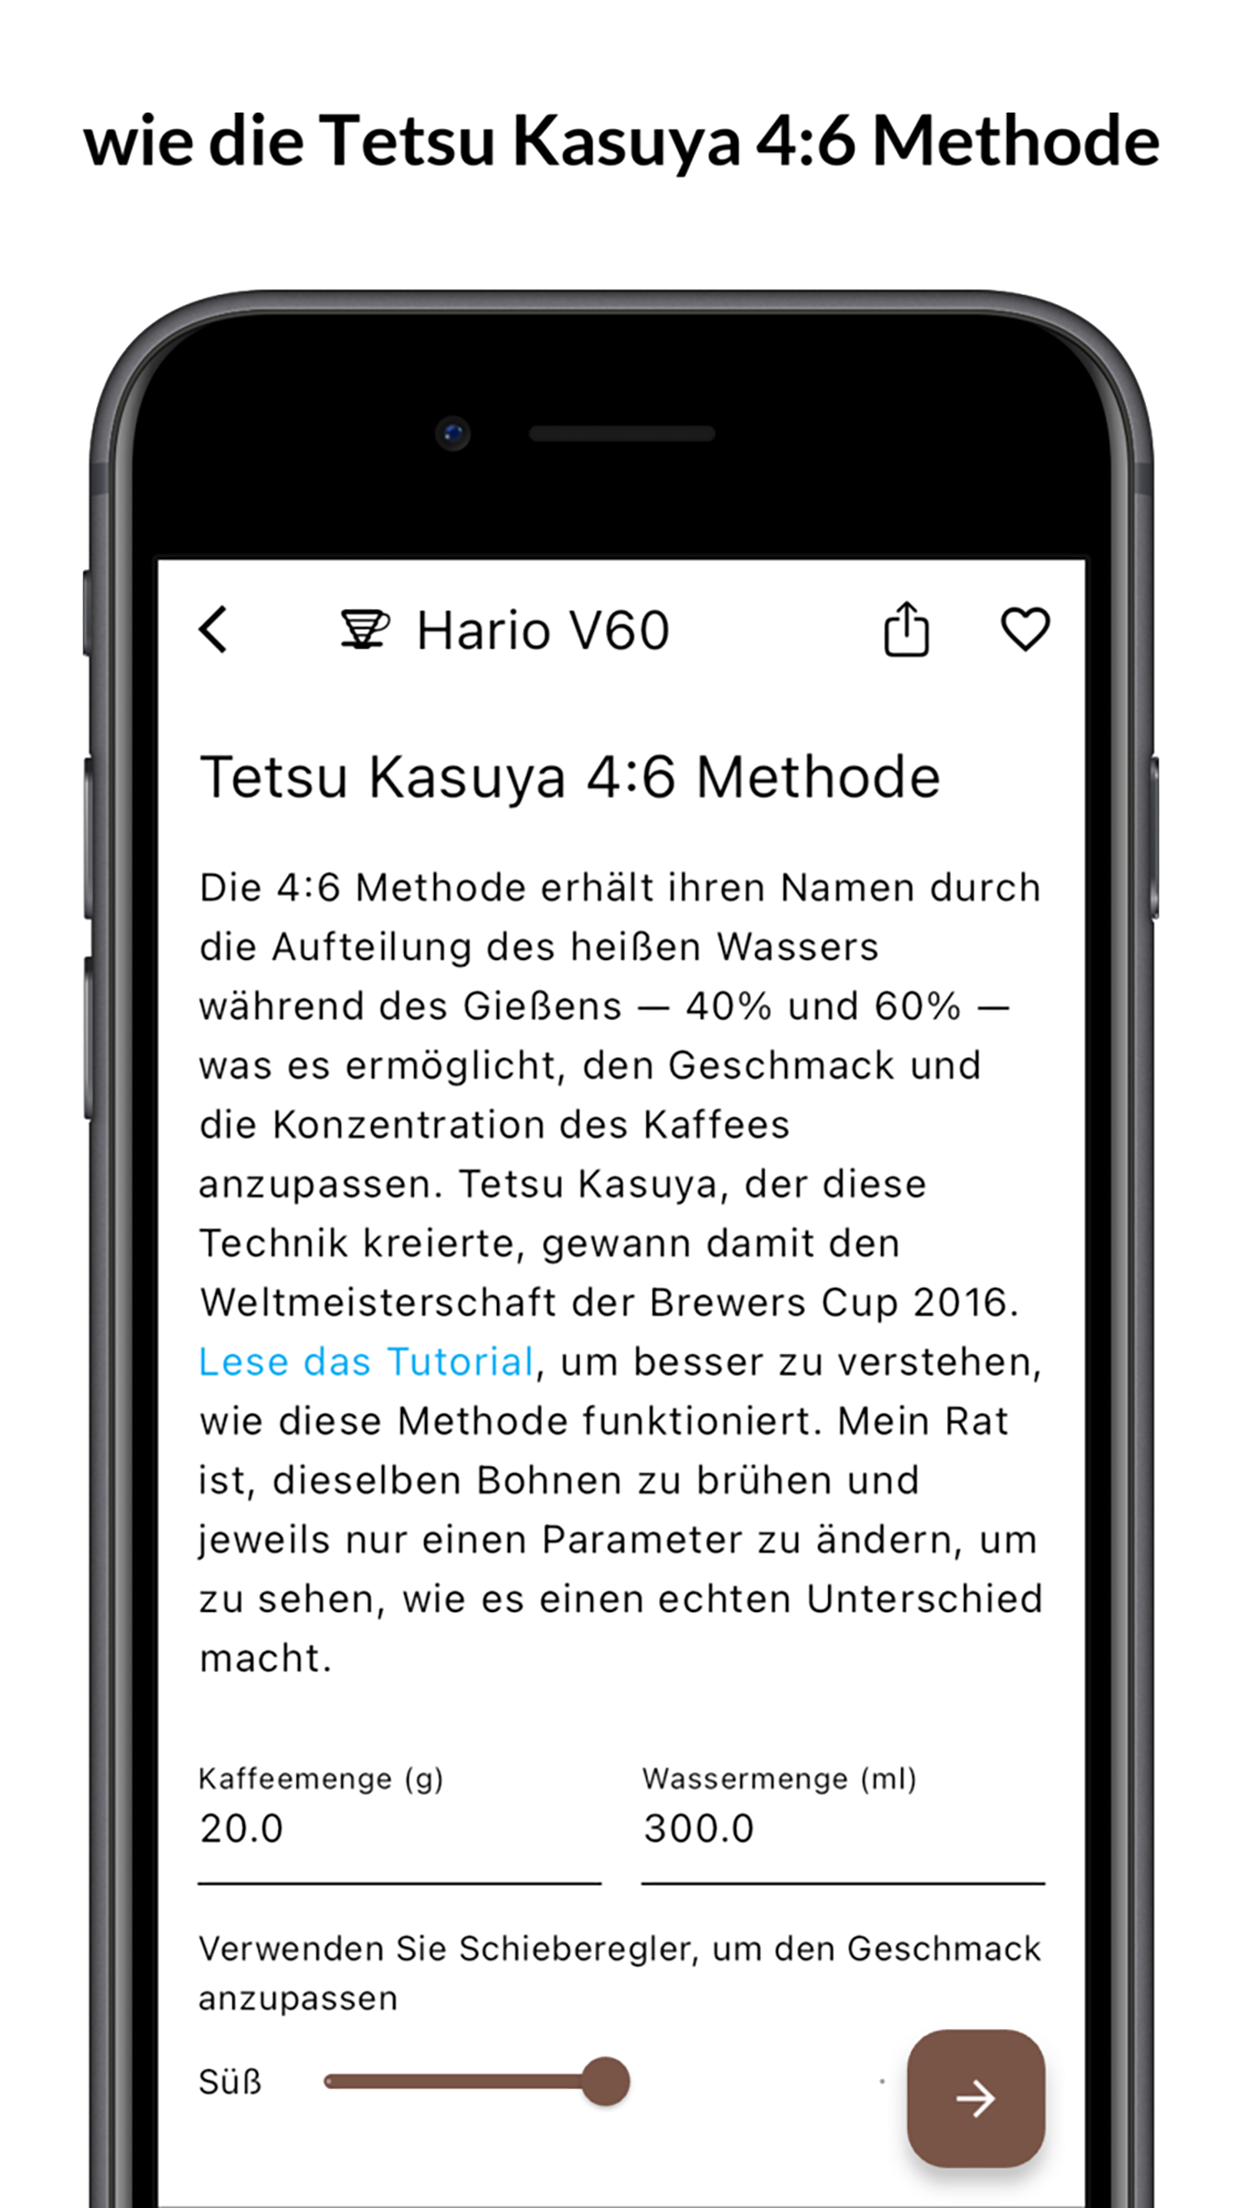 wie die Tetsu Kasuya 4:6 Methode
Hario V60
Tetsu Kasuya 4:6 Methode
Die 4:6 Methode erhält ihren Namen durch
die Aufteilung des heißen Wassers
während des Gießens — 40% und 60% —
was es ermöglicht, den Geschmack und
die Konzentration des Kaffees
anzupassen. Tetsu Kasuya, der diese
Technik kreierte, gewann damit den
Weltmeisterschaft der Brewers Cup 2016.
Lese das Tutorial, um besser zu verstehen,
wie diese Methode funktioniert. Mein Rat
ist, dieselben Bohnen zu brühen und
jeweils nur einen Parameter zu ändern, um
zu sehen, wie es einen echten Unterschied
macht.
Kaffeemenge (g) Wassermenge (ml)
20.0 300.0
Verwenden Sie Schieberegler, um den Geschmack
anzupassen
Süß